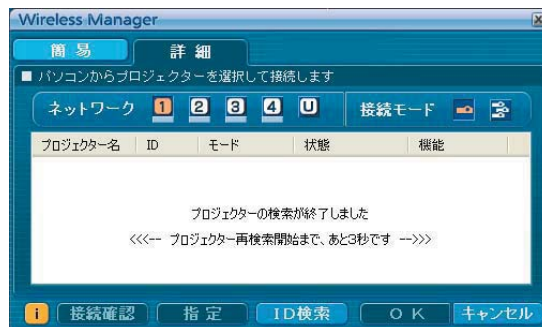 Wireless Manager
簡易 詳細
■ パソコンからプロジェクターを選択して接続します
ネットワーク 1 2 3 4 U 接続モード
プロジェクター名 ID モード 状態 機能
プロジェクターの検索が終了しました
<<<-- プロジェクター再検索開始まで、あと3秒です -->>>
i 接続確認 指定 ID検索 OK キャンセル